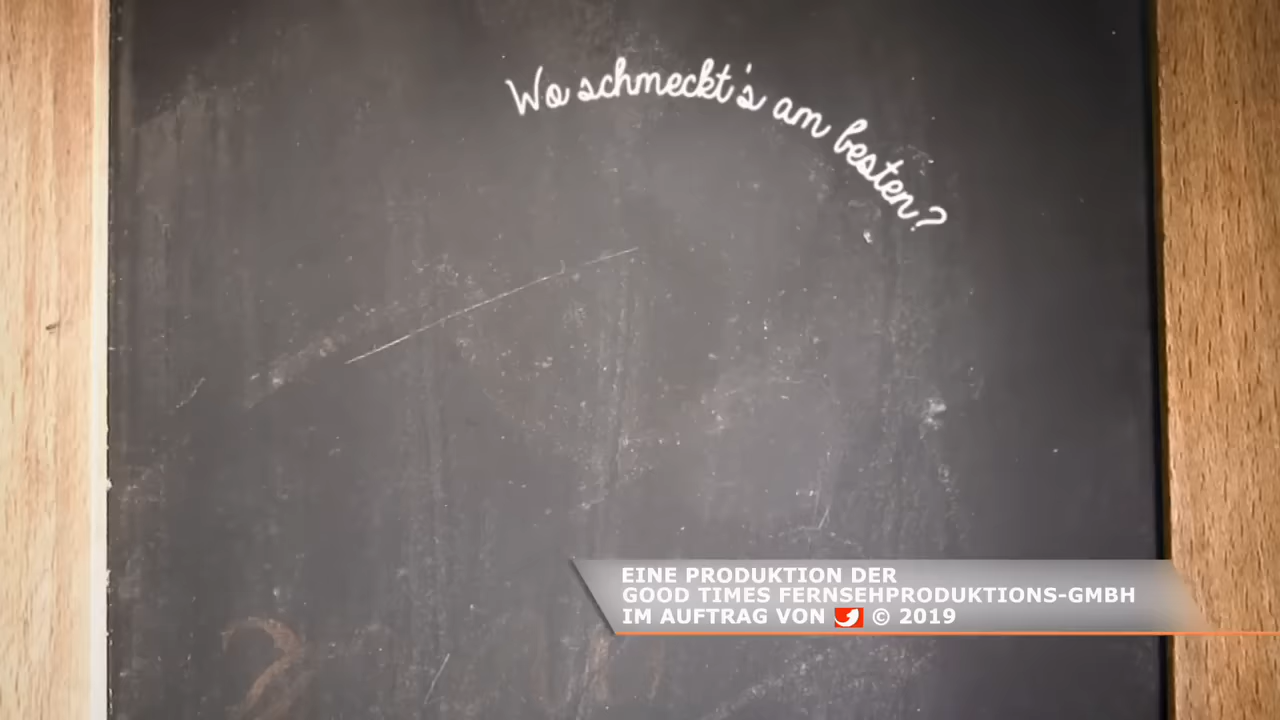 Wo schmeckt's am besten?
EINE PRODUKTION DER
GOOD TIMES FERNSEHPRODUKTIONS-GMBH
IM AUFTRAG VON © 2019